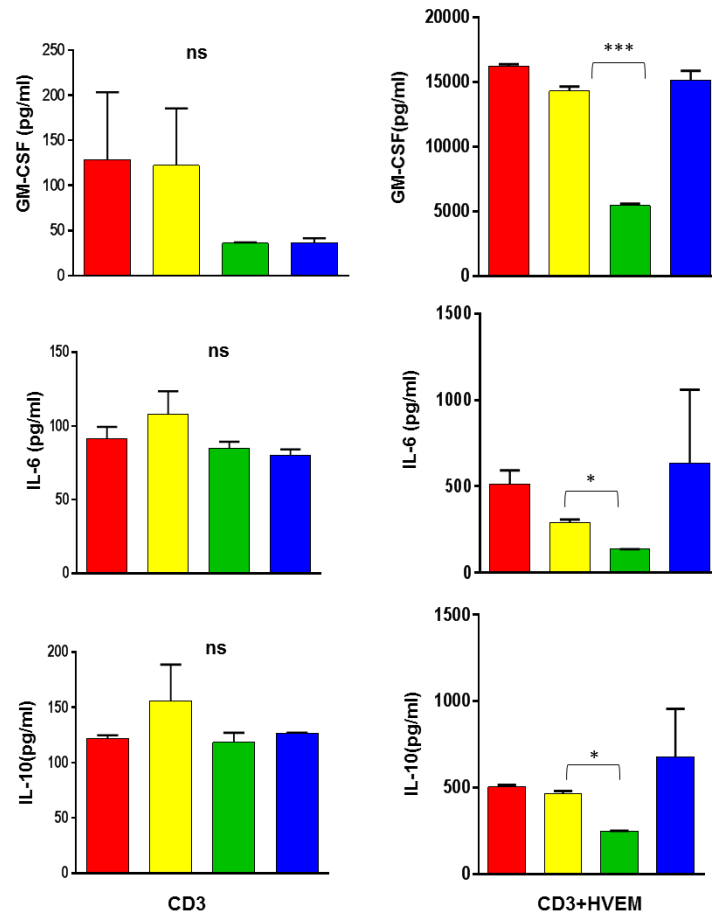 ns
GM-CSF (pg/ml)
250
200
150
100
50
0
***
GM-CSF(pg/ml)
20000
15000
10000
5000
0
ns
IL-6 (pg/ml)
150
100
50
0
*
IL-6 (pg/ml)
1500
1000
500
0
ns
IL-10(pg/ml)
200
150
100
50
0
*
IL-10(pg/ml)
1500
1000
500
0
CD3
CD3+HVEM